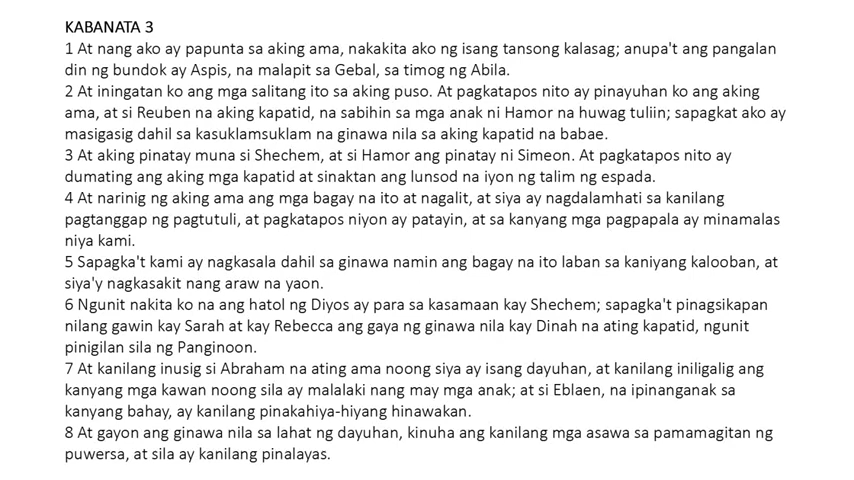 KABANATA 3
1 At nang ako ay papunta sa aking ama, nakakita ako ng isang tansong kalasag; anupa't ang pangalan
din ng bundok ay Aspis, na malapit sa Gebal, sa timog ng Abila.
2 At iningatan ko ang mga salitang ito sa aking puso. At pagkatapos nito ay pinayuhan ko ang aking
ama, at si Reuben na aking kapatid, na sabihin sa mga anak ni Hamor na huwag tuliin; sapagkat ako ay
masigasig dahil sa kasuklamsuklam na ginawa nila sa aking kapatid na babae.
3 At aking pinatay muna si Shechem, at si Hamor ang pinatay ni Simeon. At pagkatapos nito ay
dumating ang aking mga kapatid at sinaktan ang lunsod na iyon ng talim ng espada.
4 At narinig ng aking ama ang mga bagay na ito at nagalit, at siya ay nagdalamhati sa kanilang
pagtanggap ng pagtutuli, at pagkatapos niyon ay patayin, at sa kanyang mga pagpapala ay minamalas
niya kami.
5 Sapagka't kami ay nagkasala dahil sa ginawa namin ang bagay na ito laban sa kaniyang kalooban, at
siya'y nagkasakit nang araw na yaon.
6 Ngunit nakita ko na ang hatol ng Diyos ay para sa kasamaan kay Shechem; sapagka't pinagsikapan
nilang gawin kay Sarah at kay Rebecca ang gaya ng ginawa nila kay Dinah na ating kapatid, ngunit
pinigilan sila ng Panginoon.
7 At kanilang inusig si Abraham na ating ama noong siya ay isang dayuhan, at kanilang iniligalig ang
kanyang mga kawan noong sila ay malalaki nang may mga anak; at si Eblaen, na ipinanganak sa
kanyang bahay, ay kanilang pinakahiya-hiyang hinawakan.
8 At gayon ang ginawa nila sa lahat ng dayuhan, kinuha ang kanilang mga asawa sa pamamagitan ng
puwersa, at sila ay kanilang pinalayas.